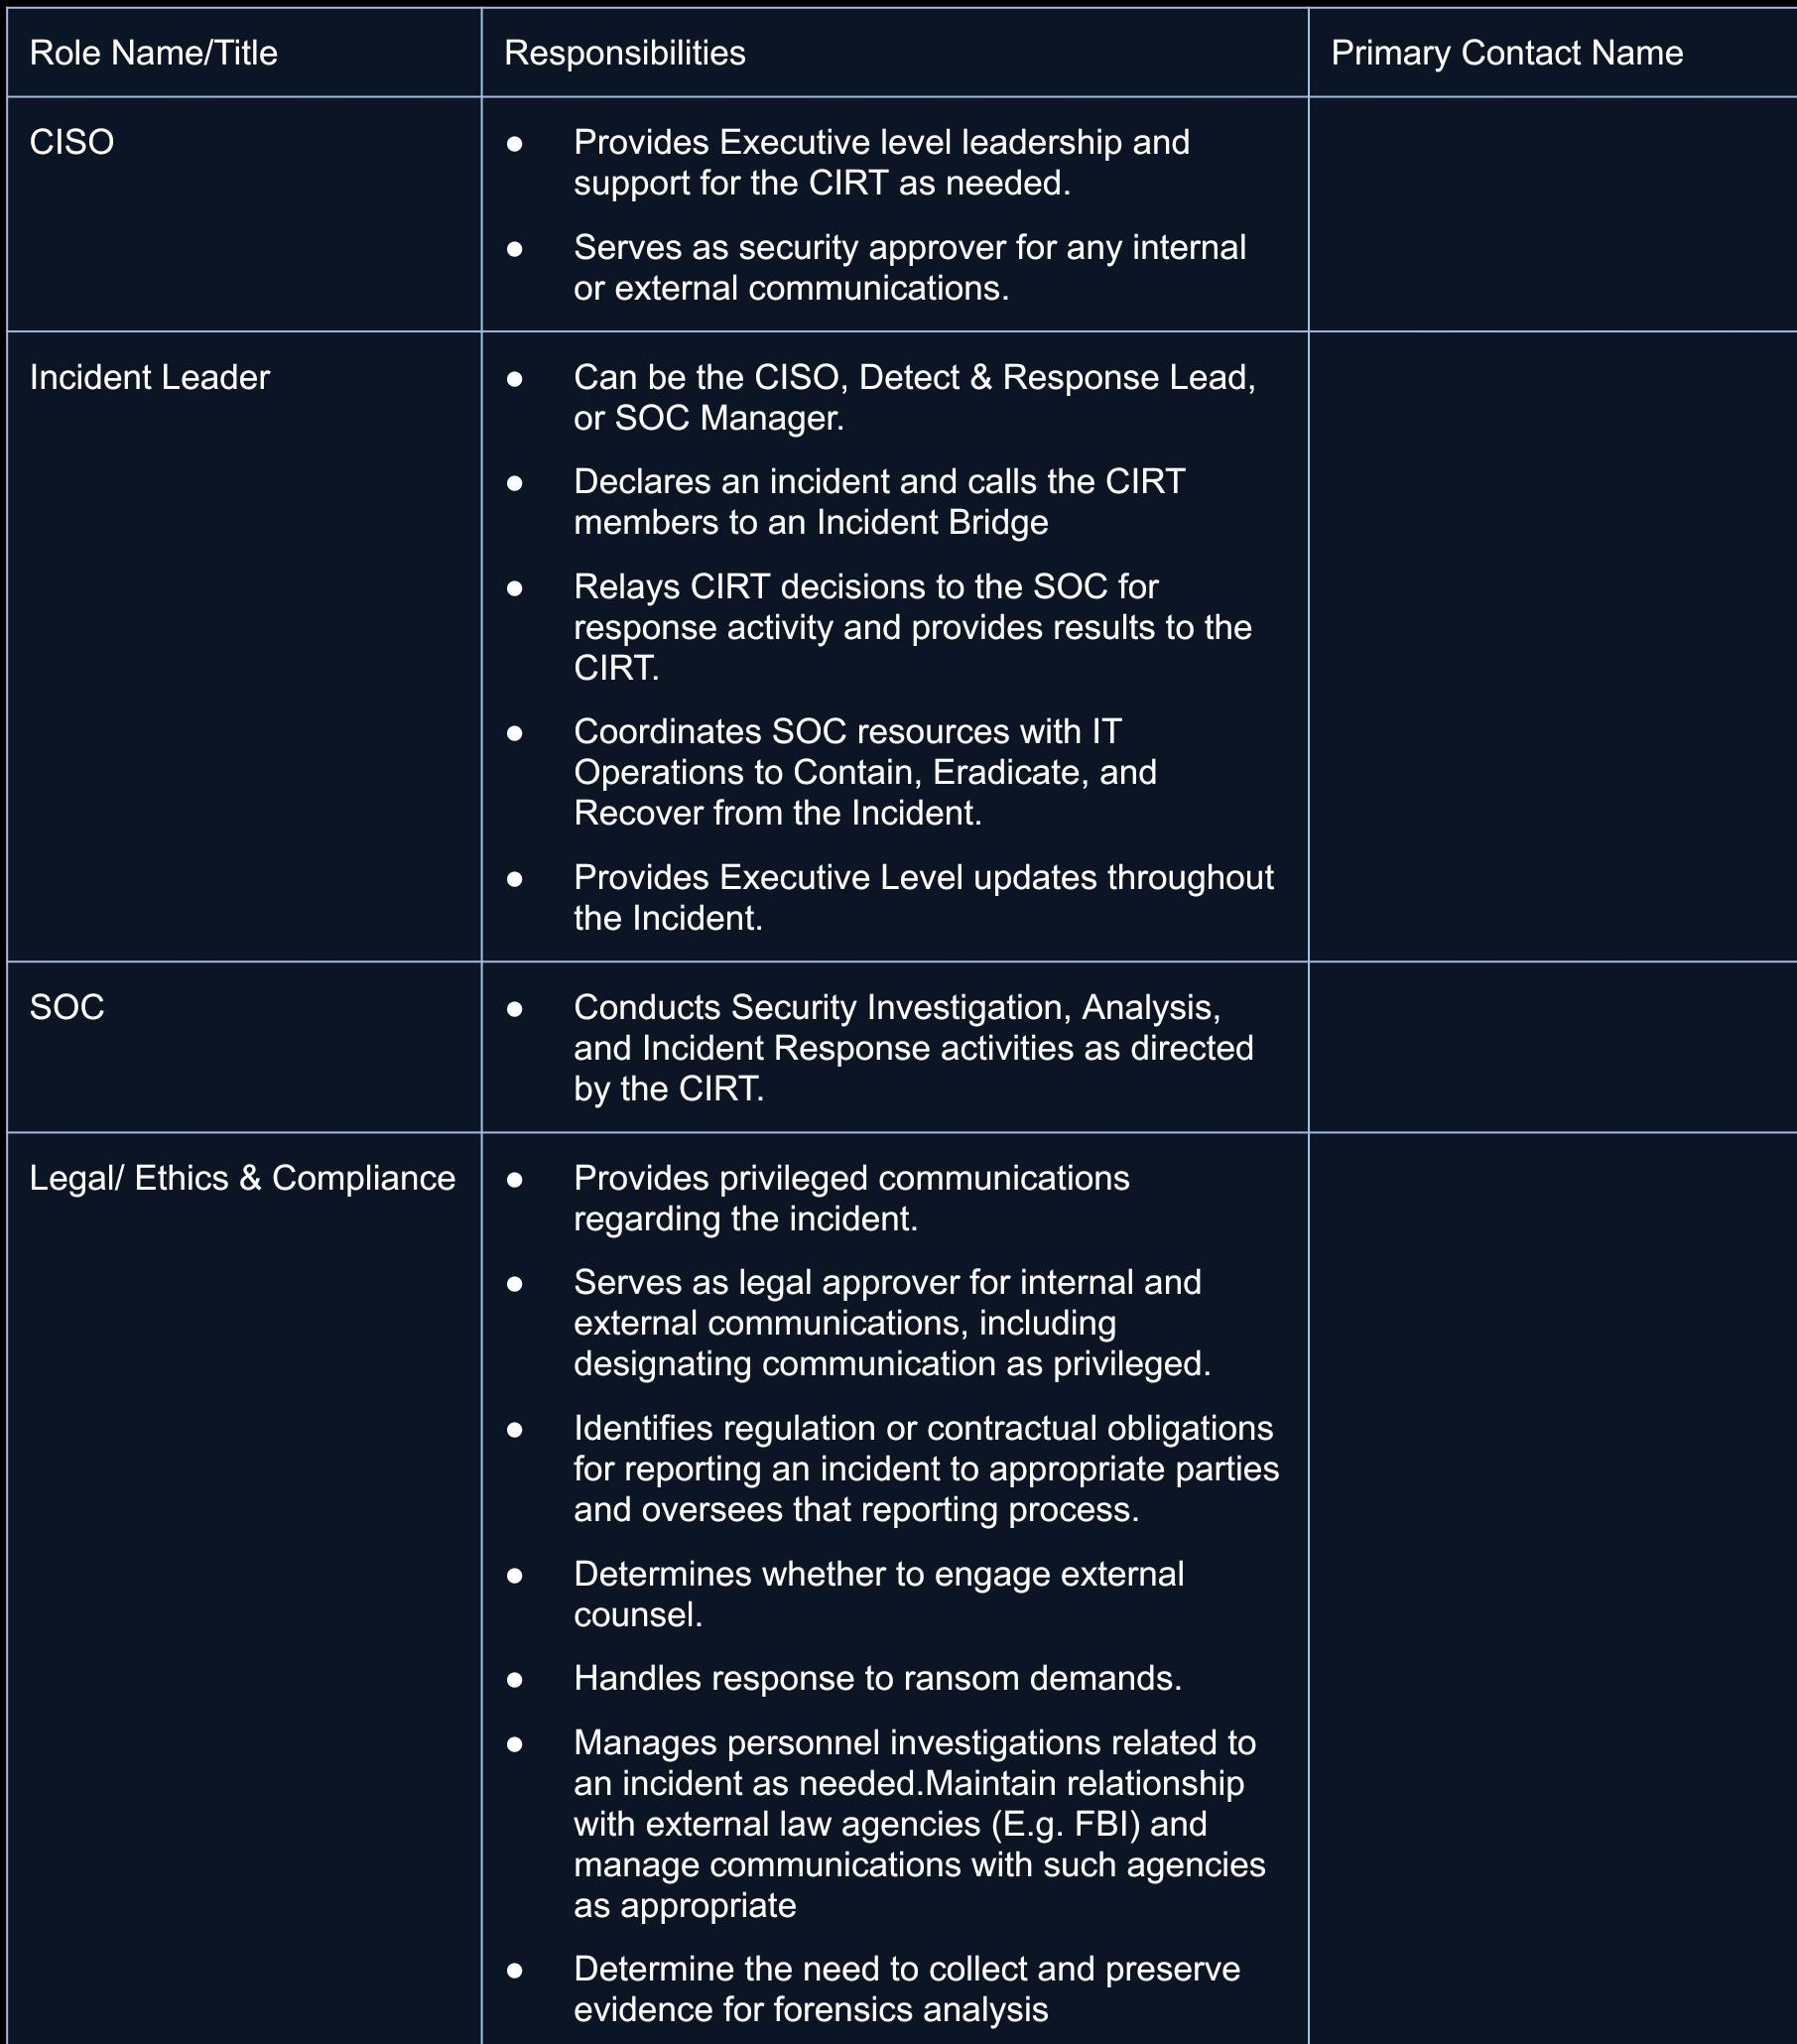 Role Name/Title
Responsibilities
Primary Contact Name
CISO
● Provides Executive level leadership and
support for the CIRT as needed.
● Serves as security approver for any internal
or external communications.
Incident Leader
● Can be the CISO, Detect & Response Lead,
or SOC Manager.
● Declares an incident and calls the CIRT
members to an Incident Bridge
● Relays CIRT decisions to the SOC for
response activity and provides results to the
CIRT.
● Coordinates SOC resources with IT
Operations to Contain, Eradicate, and
Recover from the Incident.
● Provides Executive Level updates throughout
the Incident.
SOC
● Conducts Security Investigation, Analysis,
and Incident Response activities as directed
by the CIRT.
Legal/ Ethics & Compliance
● Provides privileged communications
regarding the incident.
● Serves as legal approver for internal and
external communications, including
designating communication as privileged.
● Identifies regulation or contractual obligations
for reporting an incident to appropriate parties
and oversees that reporting process.
● Determines whether to engage external
counsel.
● Handles response to ransom demands.
● Manages personnel investigations related to
an incident as needed.Maintain relationship
with external law agencies (E.g. FBI) and
manage communications with such agencies
as appropriate
● Determine the need to collect and preserve
evidence for forensics analysis